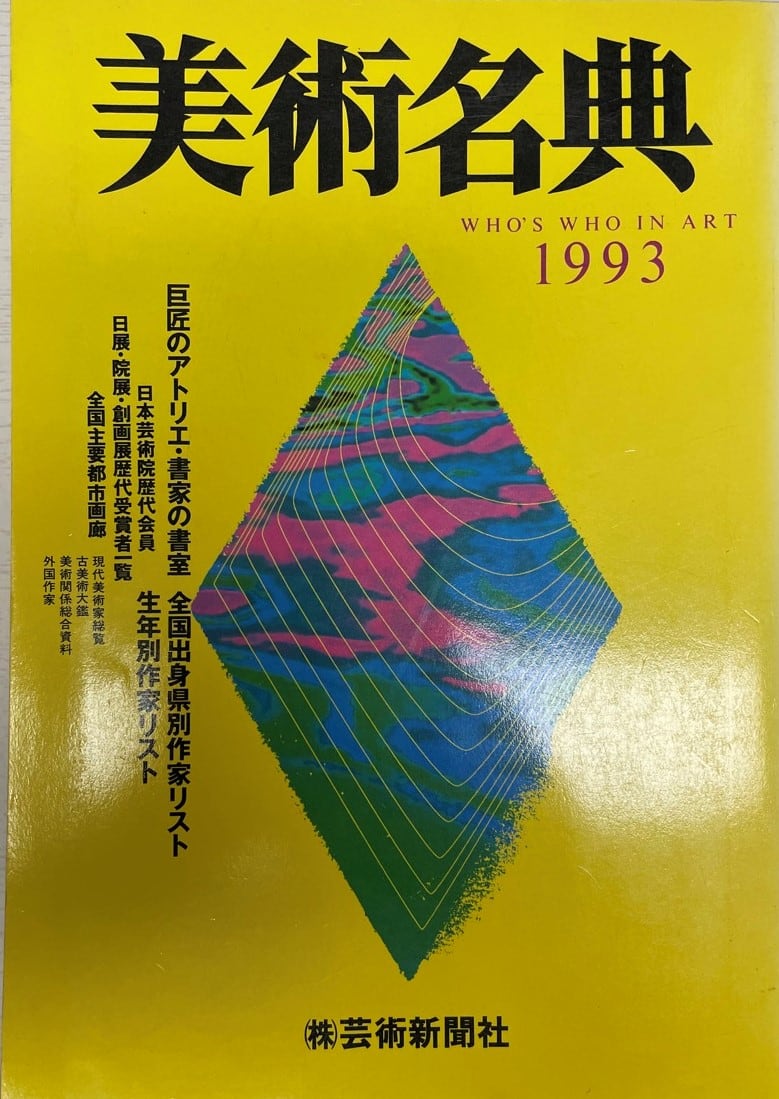 美術名典
WHO'S WHO IN ART
1993
巨匠のアトリエ・書家の書室
日本芸術院歴代会員
日展・院展・創画展歴代受賞者一覧
全国主要都市画廊
全国出身県別作家リスト
生年別作家リスト
現代美術家総覧
古美術大鑑
美術関係総合資料
外国作家
㈱芸術新聞社